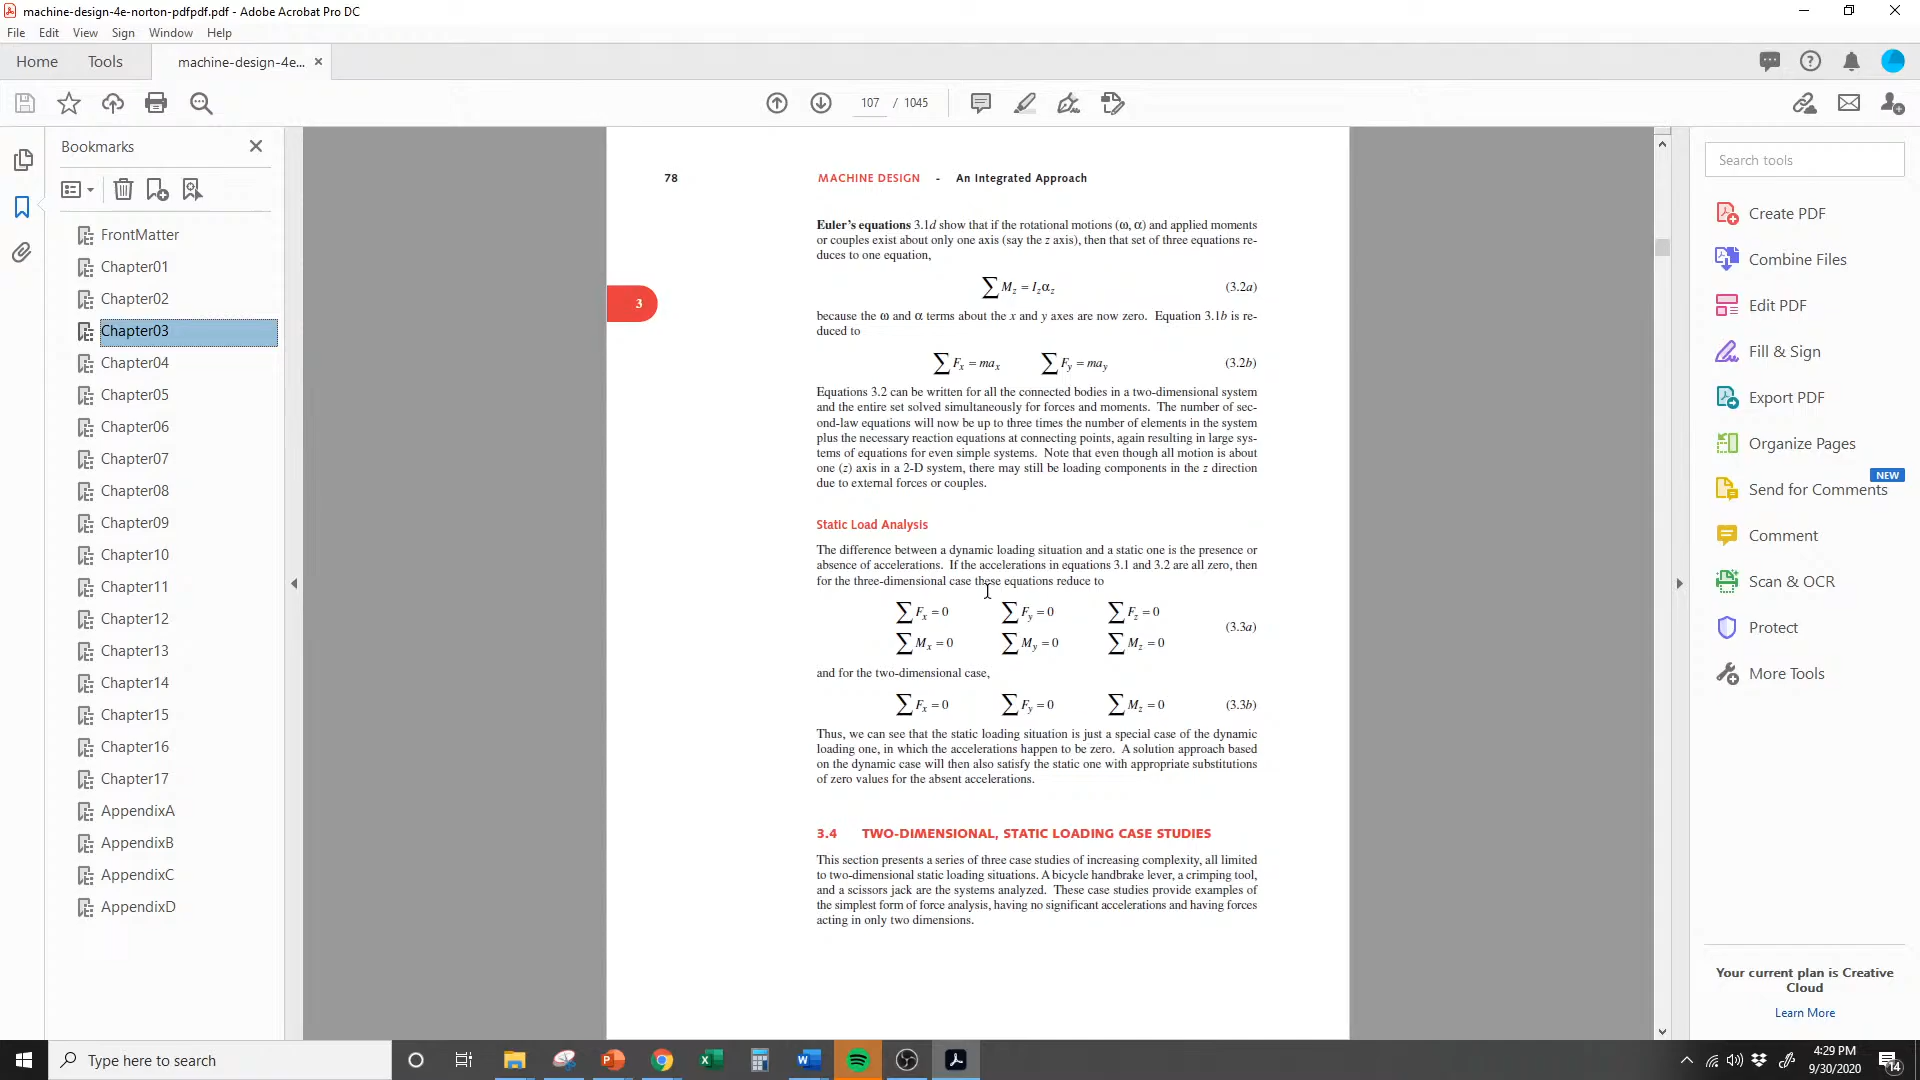 machine-design-4e-norton-pdfpdf.pdf - Adobe Acrobat Pro DC
File Edit View Sign Window Help
Home Tools machine-design-4e... ×
107 / 1045
Bookmarks
FrontMatter
Chapter01
Chapter02
Chapter03
Chapter04
Chapter05
Chapter06
Chapter07
Chapter08
Chapter09
Chapter10
Chapter11
Chapter12
Chapter13
Chapter14
Chapter15
Chapter16
Chapter17
AppendixA
AppendixB
AppendixC
AppendixD
78 MACHINE DESIGN - An Integrated Approach
3
Euler's equations 3.1d show that if the rotational motions (ω, α) and applied moments
or couples exist about only one axis (say the z axis), then that set of three equations re-
duces to one equation,
∑ Mz = Izαz (3.2a)
because the ω and α terms about the x and y axes are now zero. Equation 3.1b is re-
duced to
∑ Fx = max ∑ Fy = may (3.2b)
Equations 3.2 can be written for all the connected bodies in a two-dimensional system
and the entire set solved simultaneously for forces and moments. The number of sec-
ond-law equations will now be up to three times the number of elements in the system
plus the necessary reaction equations at connecting points, again resulting in large sys-
tems of equations for even simple systems. Note that even though all motion is about
one (z) axis in a 2-D system, there may still be loading components in the z direction
due to external forces or couples.
Static Load Analysis
The difference between a dynamic loading situation and a static one is the presence or
absence of accelerations. If the accelerations in equations 3.1 and 3.2 are all zero, then
for the three-dimensional case these equations reduce to
∑ Fx = 0 ∑ Fy = 0 ∑ Fz = 0
∑ Mx = 0 ∑ My = 0 ∑ Mz = 0 (3.3a)
and for the two-dimensional case,
∑ Fx = 0 ∑ Fy = 0 ∑ Mz = 0 (3.3b)
Thus, we can see that the static loading situation is just a special case of the dynamic
loading one, in which the accelerations happen to be zero. A solution approach based
on the dynamic case will then also satisfy the static one with appropriate substitutions
of zero values for the absent accelerations.
3.4 TWO-DIMENSIONAL, STATIC LOADING CASE STUDIES
This section presents a series of three case studies of increasing complexity, all limited
to two-dimensional static loading situations. A bicycle handbrake lever, a crimping tool,
and a scissors jack are the systems analyzed. These case studies provide examples of
the simplest form of force analysis, having no significant accelerations and having forces
acting in only two dimensions.
Search tools
Create PDF
Combine Files
Edit PDF
Fill & Sign
Export PDF
Organize Pages
NEW
Send for Comments
Comment
Scan & OCR
Protect
More Tools
Your current plan is Creative
Cloud
Learn More
Type here to search
4:29 PM
9/30/2020
14